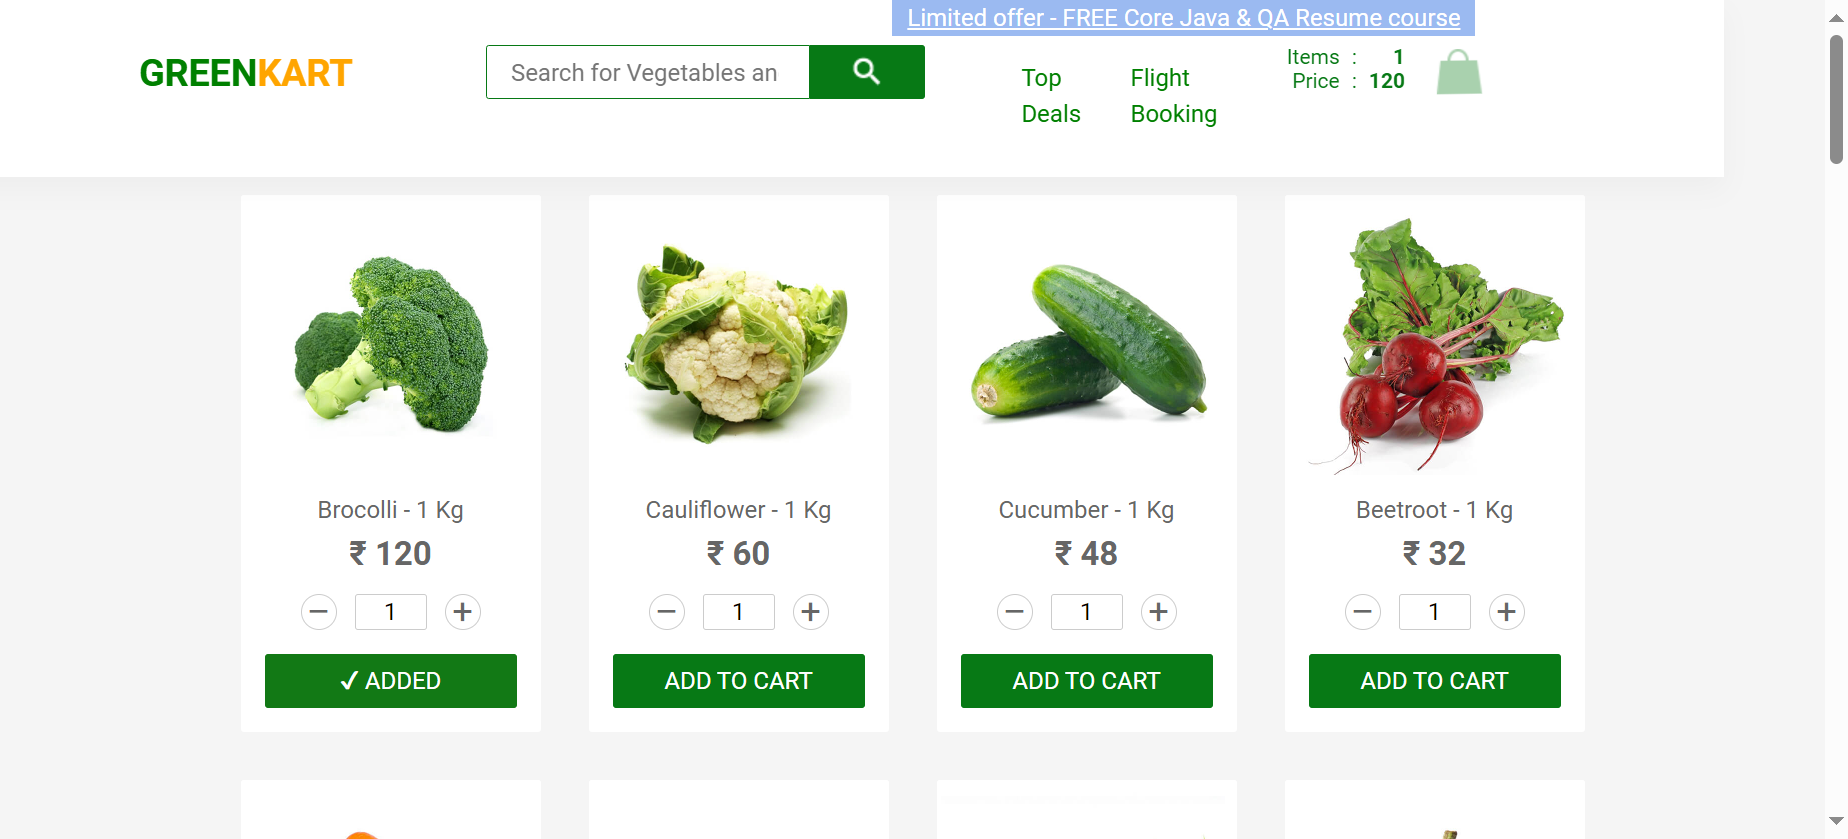 Limited offer - FREE Core Java & QA Resume course
GREENKART
Search for Vegetables an
Top Deals
Flight Booking
Items : 1
Price : 120
Brocolli - 1 Kg
₹ 120
− 1 +
✓ ADDED
Cauliflower - 1 Kg
₹ 60
− 1 +
ADD TO CART
Cucumber - 1 Kg
₹ 48
− 1 +
ADD TO CART
Beetroot - 1 Kg
₹ 32
− 1 +
ADD TO CART